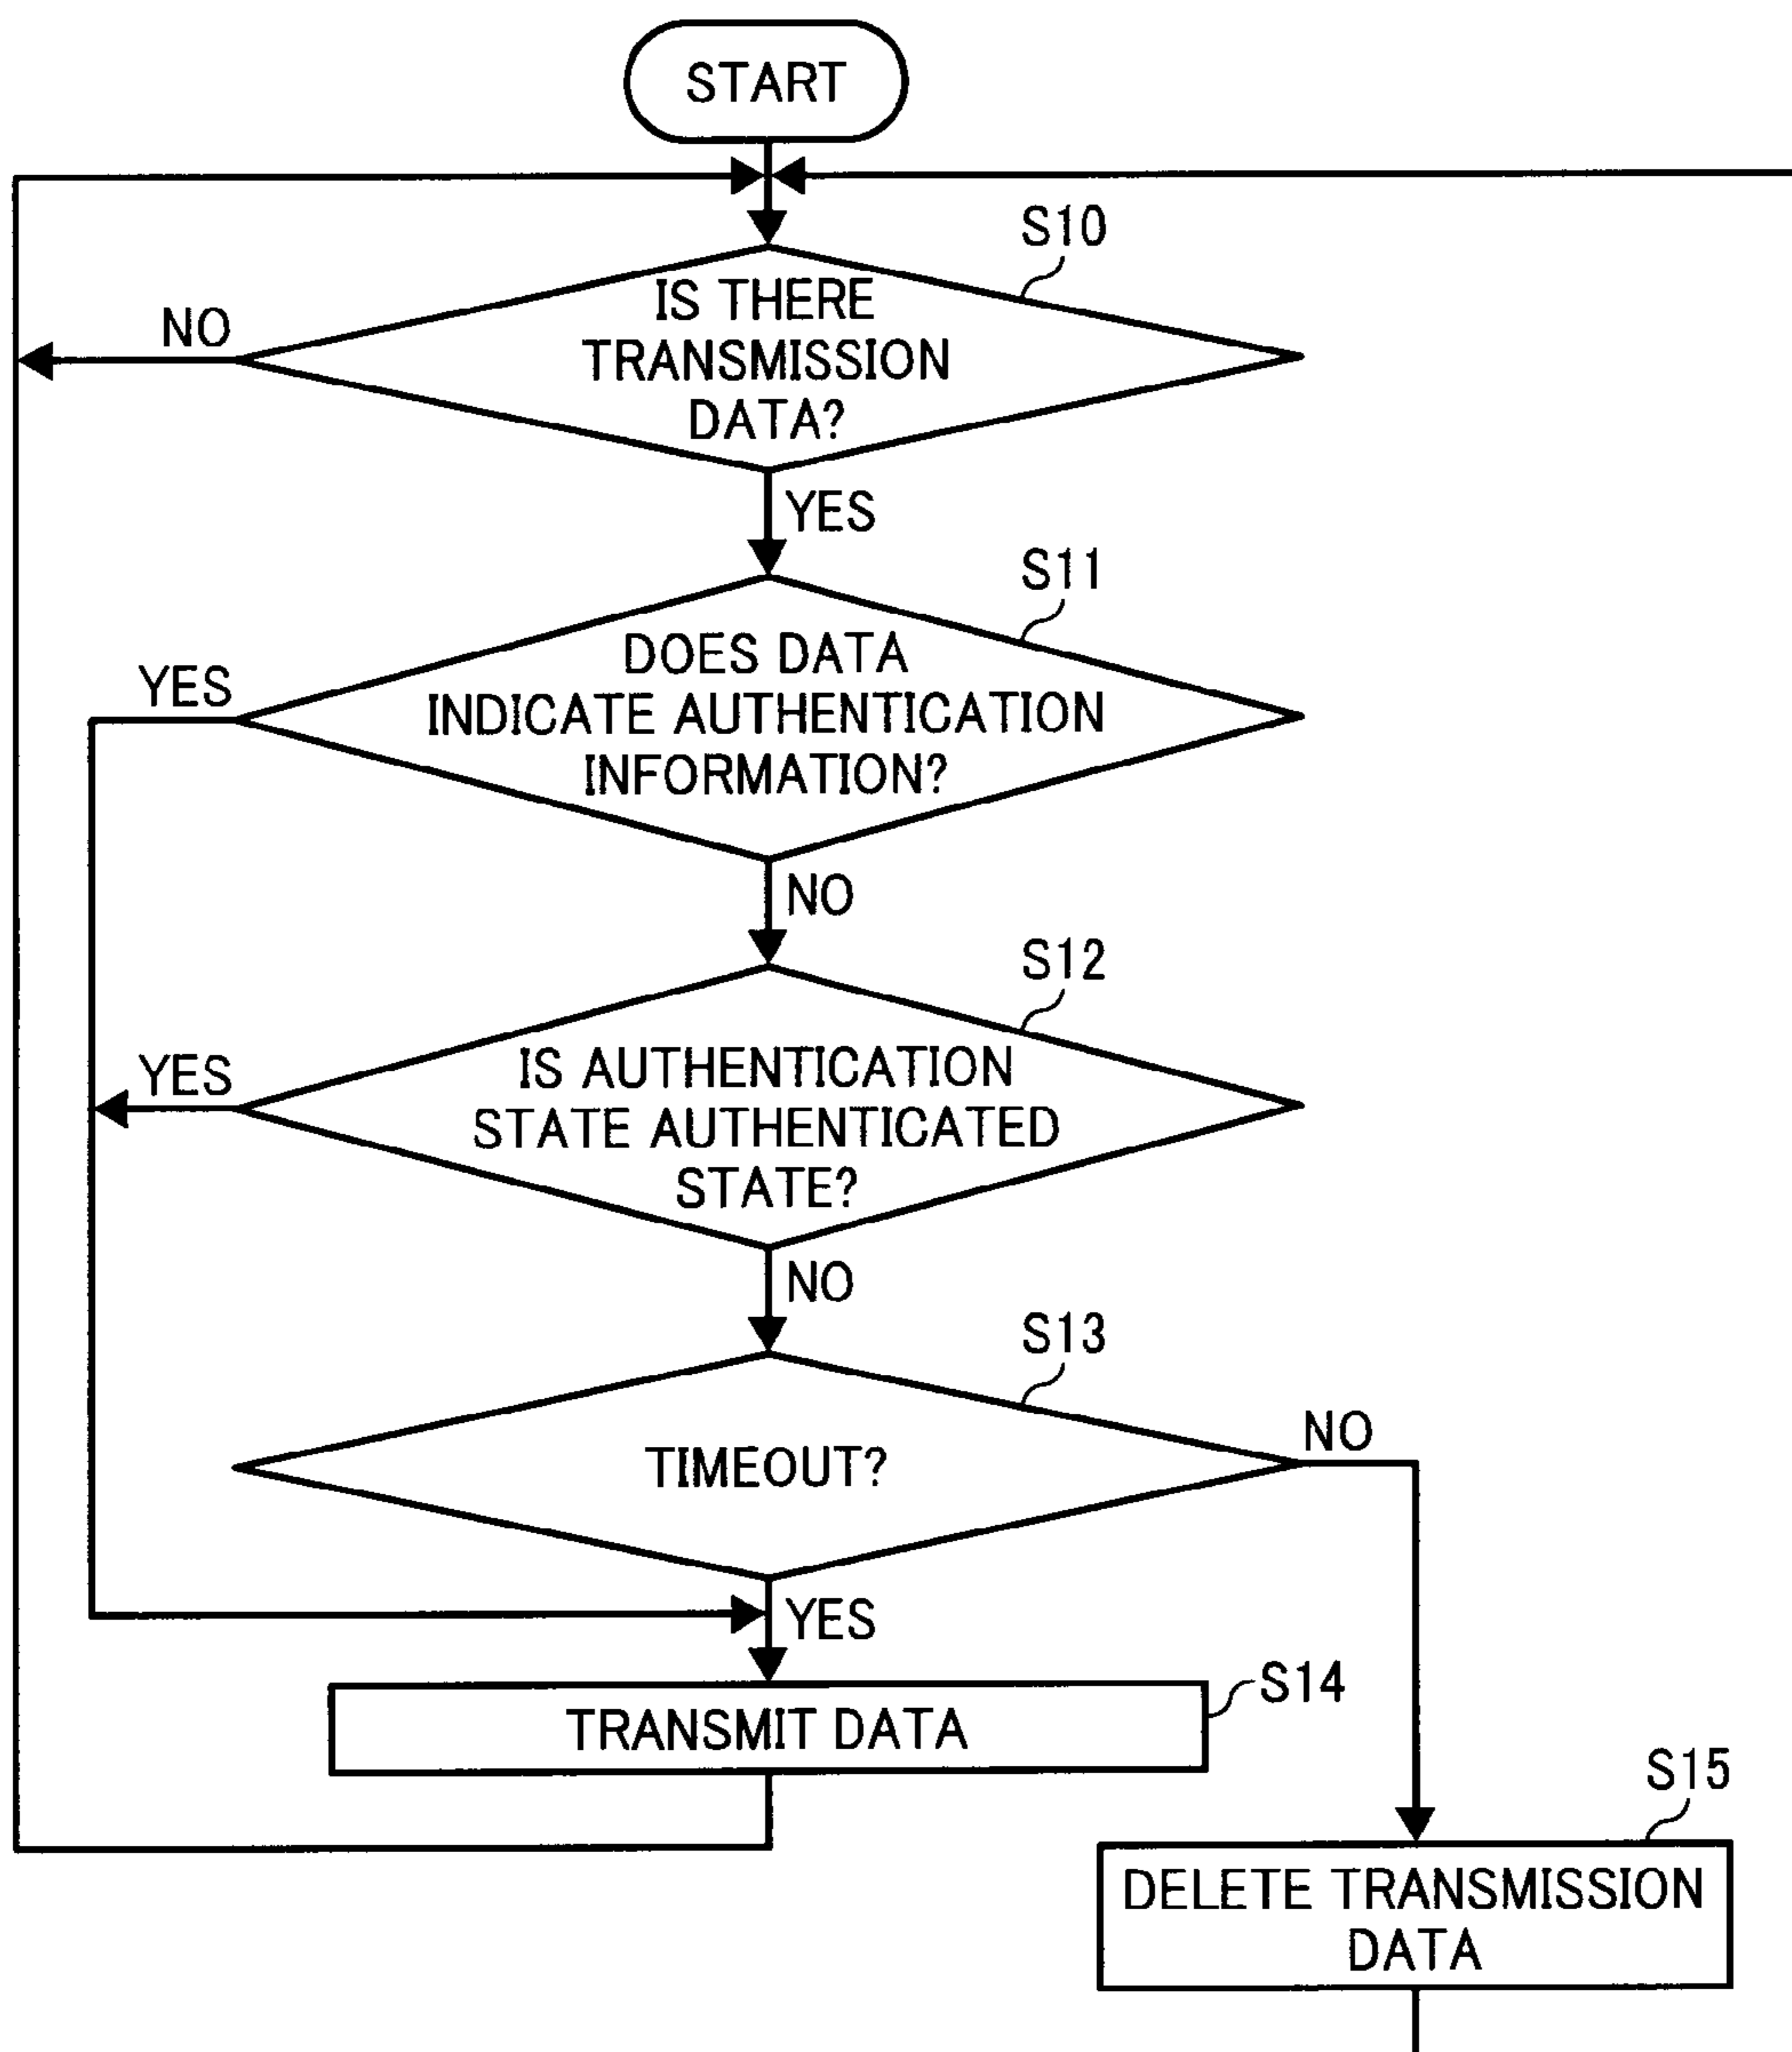 START
S10
IS THERE
TRANSMISSION
DATA?
NO
YES
S11
DOES DATA
INDICATE AUTHENTICATION
INFORMATION?
YES
NO
S12
IS AUTHENTICATION
STATE AUTHENTICATED
STATE?
YES
NO
S13
TIMEOUT?
NO
YES
S14
TRANSMIT DATA
S15
DELETE TRANSMISSION
DATA